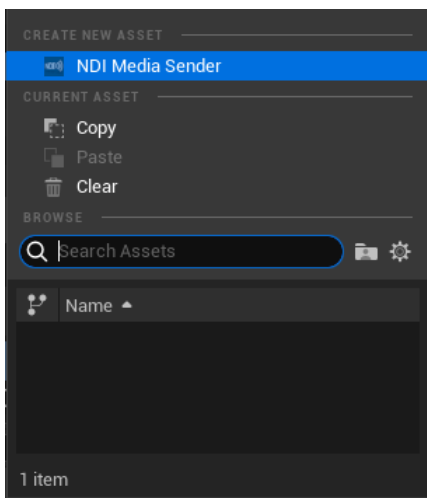 CREATE NEW ASSET
NDI Media Sender
CURRENT ASSET
Copy
Paste
Clear
BROWSE
Search Assets
Name
1 item